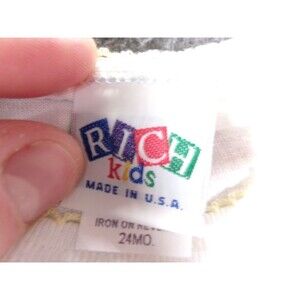 RICH
kids
MADE IN U.S.A.
IRON ON
24MO.